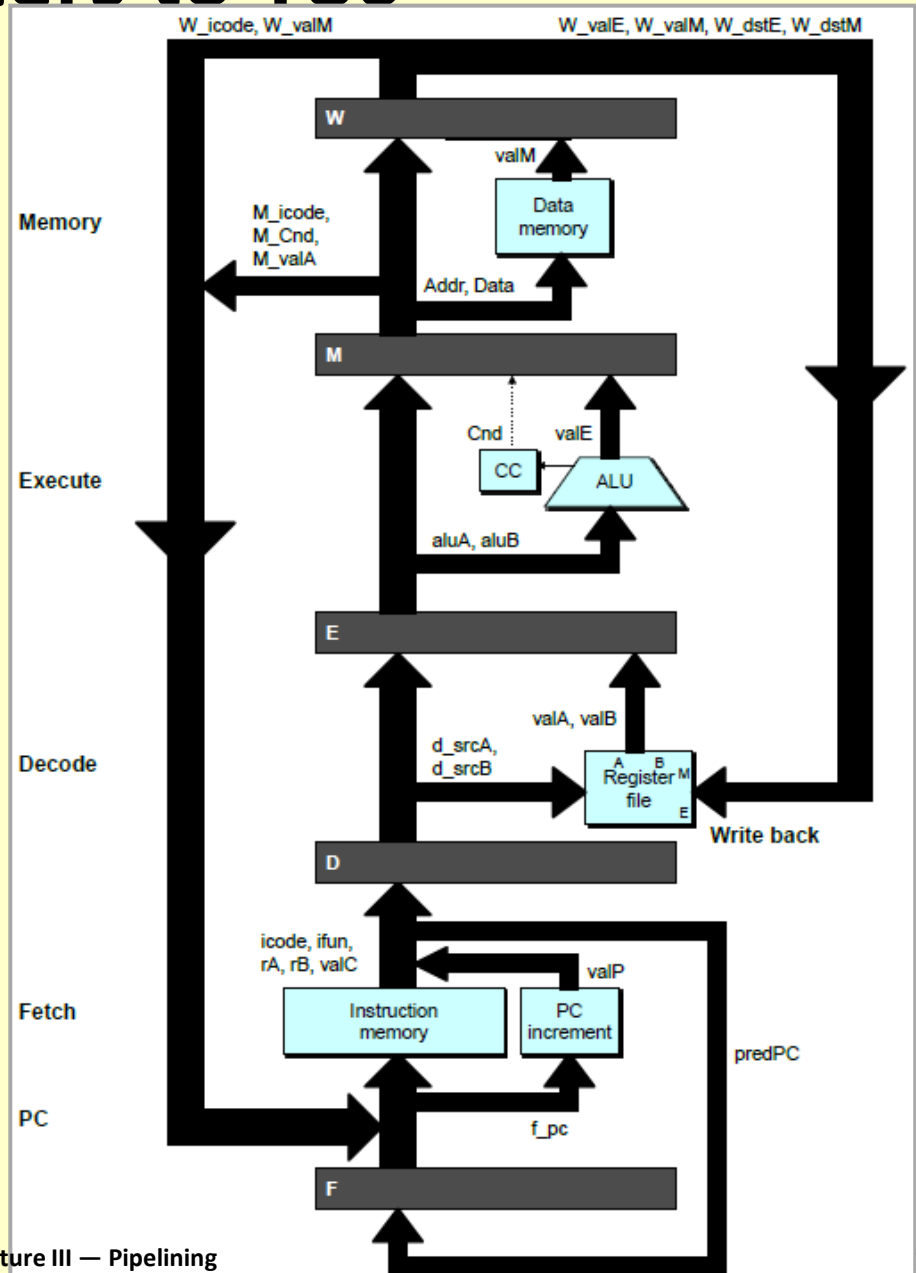 W_icode, W_valM
W_valE, W_valM, W_dstE, W_dstM
W
valM
Memory
Data
memory
M_icode,
M_Cnd,
M_valA
Addr, Data
M
Cnd
valE
CC
ALU
Execute
aluA, aluB
E
valA, valB
Decode
d_srcA,
d_srcB
A B
Register M
file
E
Write back
D
icode, ifun,
rA, rB, valC
valP
Fetch
Instruction
memory
PC
increment
predPC
PC
f_pc
F
ture III — Pipelining